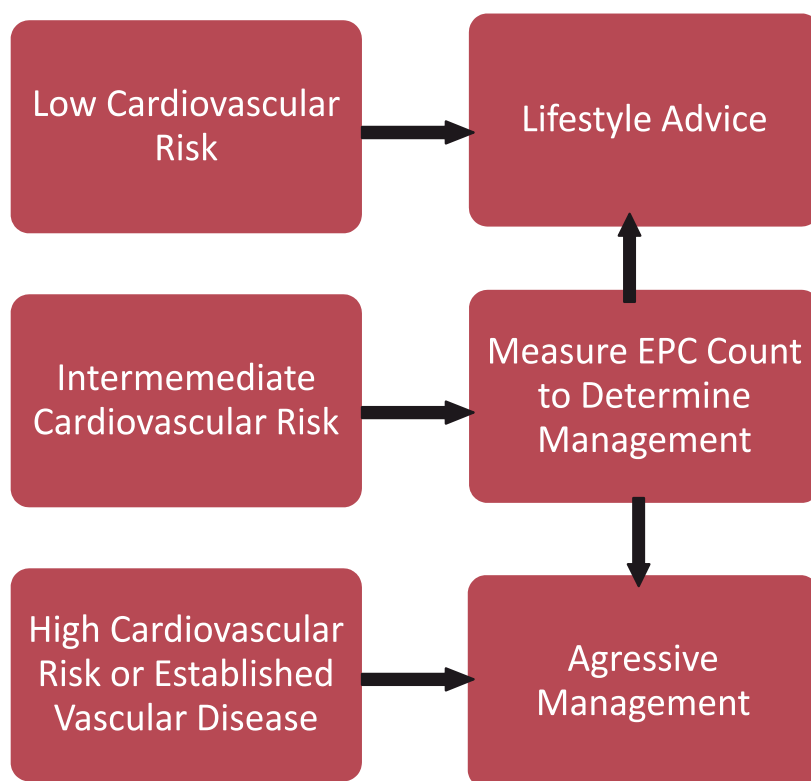 Low Cardiovascular
Risk
Lifestyle Advice
Intermemediate
Cardiovascular Risk
Measure EPC Count
to Determine
Management
High Cardiovascular
Risk or Established
Vascular Disease
Agressive
Management